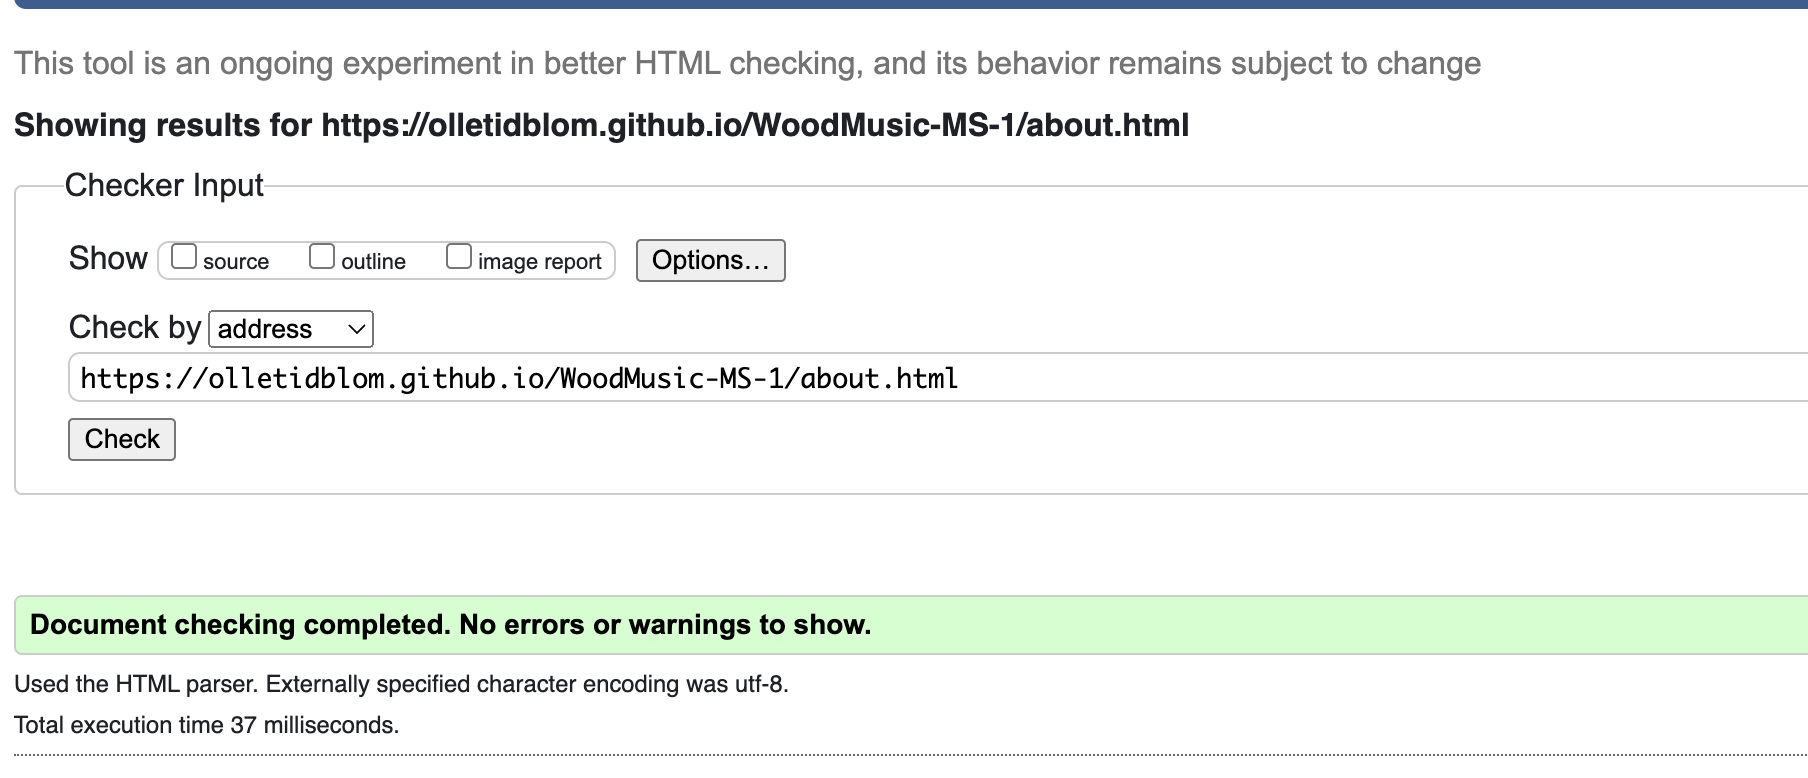 This tool is an ongoing experiment in better HTML checking, and its behavior remains subject to change
Showing results for https://olletidblom.github.io/WoodMusic-MS-1/about.html
Checker Input
Show source outline image report Options...
Check by address
https://olletidblom.github.io/WoodMusic-MS-1/about.html
Check
Document checking completed. No errors or warnings to show.
Used the HTML parser. Externally specified character encoding was utf-8.
Total execution time 37 milliseconds.